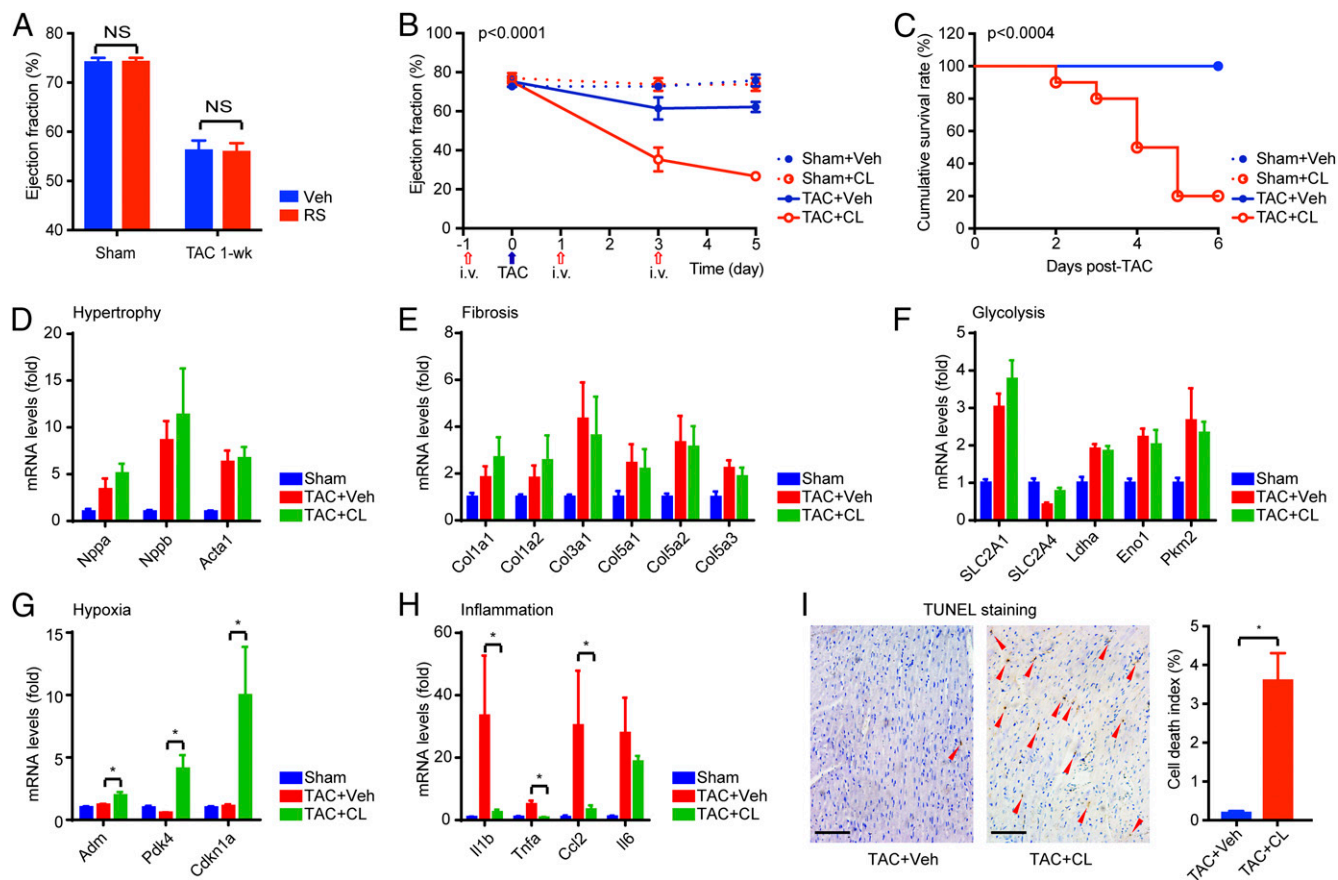 A
NS
NS
Ejection fraction (%)
80
70
60
50
40
Sham
TAC 1-wk
Veh
RS
B
p<0.0001
Ejection fraction (%)
100
80
60
40
20
0
-1
0
1
2
3
4
5
i.v.
TAC
i.v.
i.v.
Time (day)
Sham+Veh
Sham+CL
TAC+Veh
TAC+CL
C
p<0.0004
Cumulative survival rate (%)
120
100
80
60
40
20
0
0
2
4
6
Days post-TAC
Sham+Veh
Sham+CL
TAC+Veh
TAC+CL
D
Hypertrophy
mRNA levels (fold)
20
15
10
5
0
Nppa
Nppb
Acta1
Sham
TAC+Veh
TAC+CL
E
Fibrosis
mRNA levels (fold)
8
6
4
2
0
Col1a1
Col1a2
Col3a1
Col5a1
Col5a2
Col5a3
Sham
TAC+Veh
TAC+CL
F
Glycolysis
mRNA levels (fold)
5
4
3
2
1
0
SLC2A1
SLC2A4
Ldha
Eno1
Pkm2
Sham
TAC+Veh
TAC+CL
G
Hypoxia
mRNA levels (fold)
15
10
5
0
*
*
*
Adm
Pdk4
Cdkn1a
Sham
TAC+Veh
TAC+CL
H
Inflammation
mRNA levels (fold)
60
40
20
0
*
*
*
Il1b
Tnfa
Ccl2
Il6
Sham
TAC+Veh
TAC+CL
I
TUNEL staining
TAC+Veh
TAC+CL
Cell death index (%)
5
4
3
2
1
0
*
TAC+Veh
TAC+CL